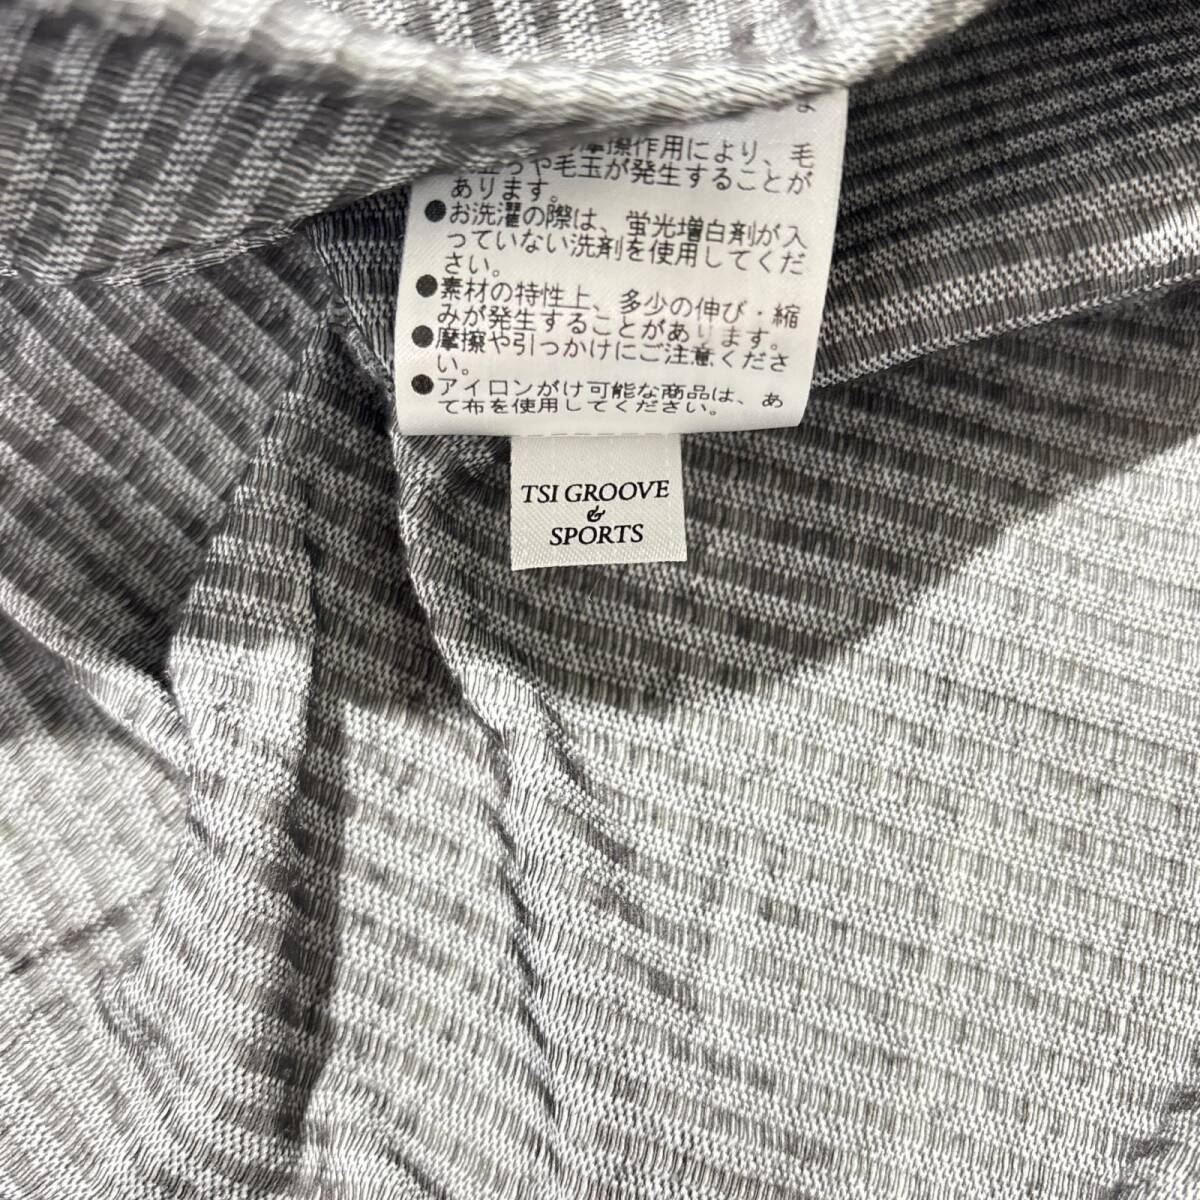 摩擦作用により、毛
立つや毛玉が発生することが
あります。
●お洗濯の際は、蛍光増白剤が入
っていない洗剤を使用してくだ
さい。
●素材の特性上、多少の伸び・縮
みが発生することがあります。
●摩擦や引っかけにご注意くださ
い。
●アイロンがけ可能な商品は、あ
て布を使用してください。
TSI GROOVE
&
SPORTS